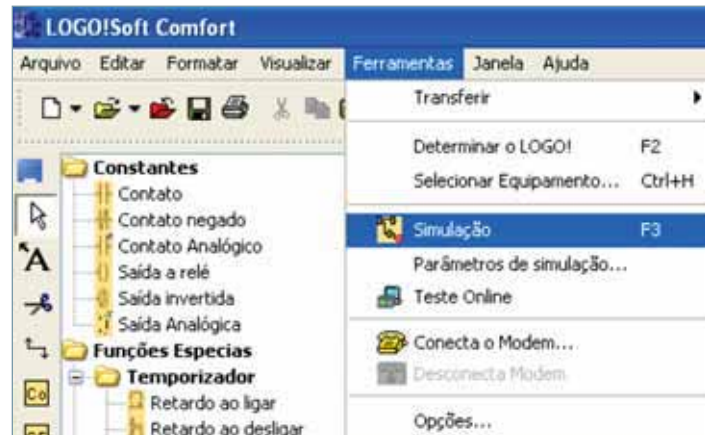 LOGO!Soft Comfort
Arquivo Editar Formatar Visualizar Ferramentas Janela Ajuda
Transferir
Determinar o LOGO! F2
Selecionar Equipamento... Ctrl+H
Simulação F3
Parâmetros de simulação...
Teste Online
Conecta o Modem...
Desconecta Modem
Opções...
Constantes
Contato
Contato negado
Contato Analógico
Saída a relé
Saída invertida
Saída Analógica
Funções Especias
Temporizador
Retardo ao ligar
Retardo ao desligar
A
Co